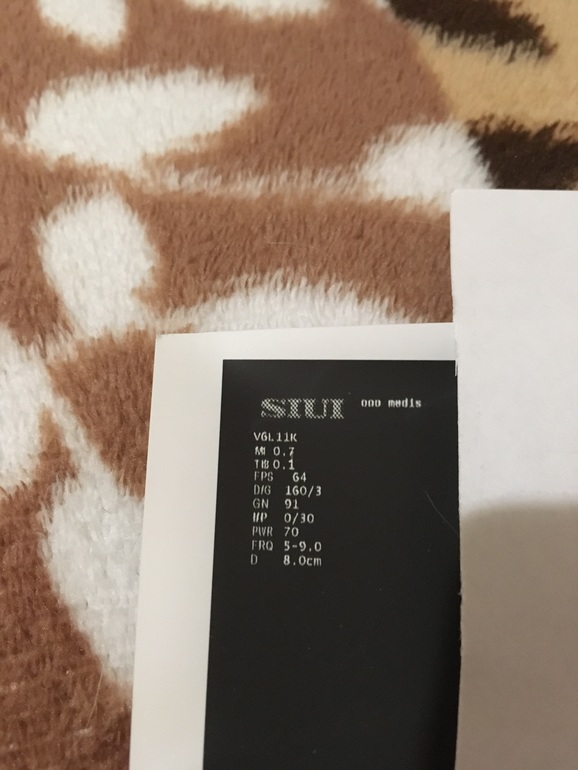 SIUI ooo medis
VGL11K
MI 0.7
TIB 0.1
FPS 64
D/G 160/3
GN 91
I/P 0/30
PWR 70
FRQ 5-9.0
D 8.0cm